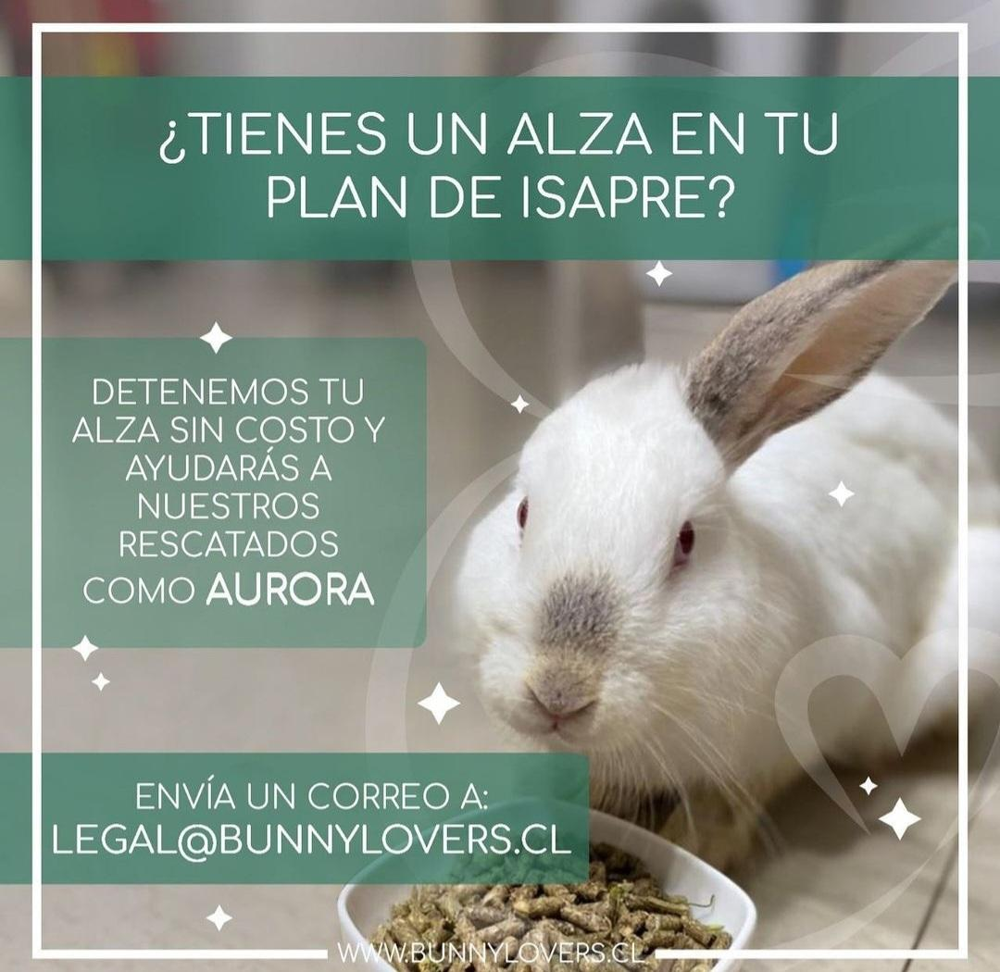 ¿TIENES UN ALZA EN TU
PLAN DE ISAPRE?
DETENEMOS TU
ALZA SIN COSTO Y
AYUDARÁS A
NUESTROS
RESCATADOS
COMO AURORA
ENVÍA UN CORREO A:
LEGAL@BUNNYLOVERS.CL
WWW.BUNNYLOVERS.CL